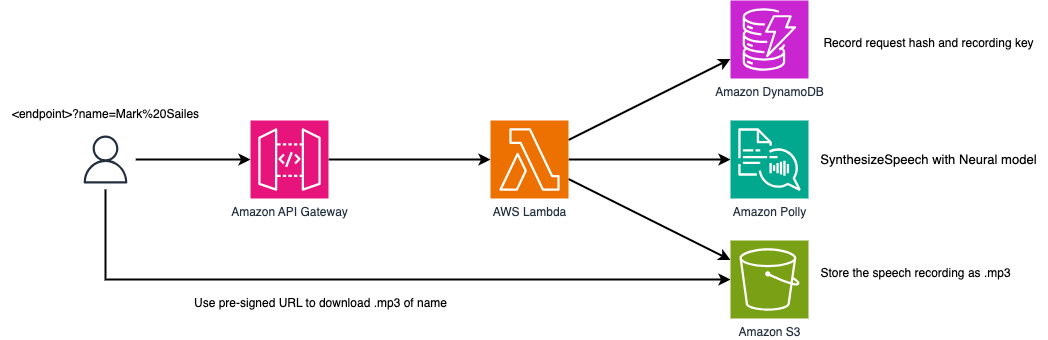 Record request hash and recording key
Amazon DynamoDB
<endpoint>?name=Mark%20Sailes
</>
SynthesizeSpeech with Neural model
Amazon API Gateway
AWS Lambda
Amazon Polly
Store the speech recording as .mp3
Use pre-signed URL to download .mp3 of name
Amazon S3